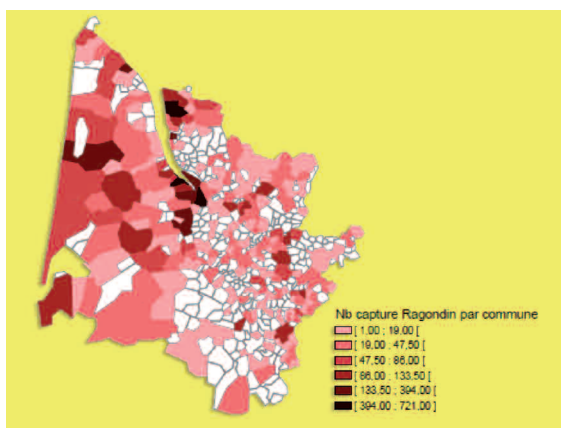 Nb capture Ragondin par commune
[ 1,00 ; 19,00 [
[ 19,00 ; 47,50 [
[ 47,50 ; 86,00 [
[ 86,00 ; 133,50 [
[ 133,50 ; 394,00 [
[ 394,00 ; 721,00 [